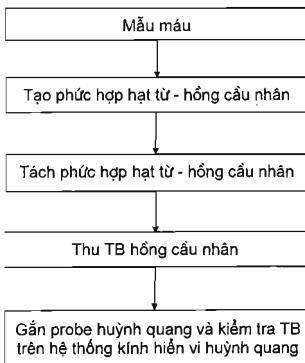 Mẫu máu
Tạo phức hợp hạt từ - hồng cầu nhân
Tách phức hợp hạt từ - hồng cầu nhân
Thu TB hồng cầu nhân
Gắn probe huỳnh quang và kiểm tra TB
trên hệ thống kính hiển vi huỳnh quang